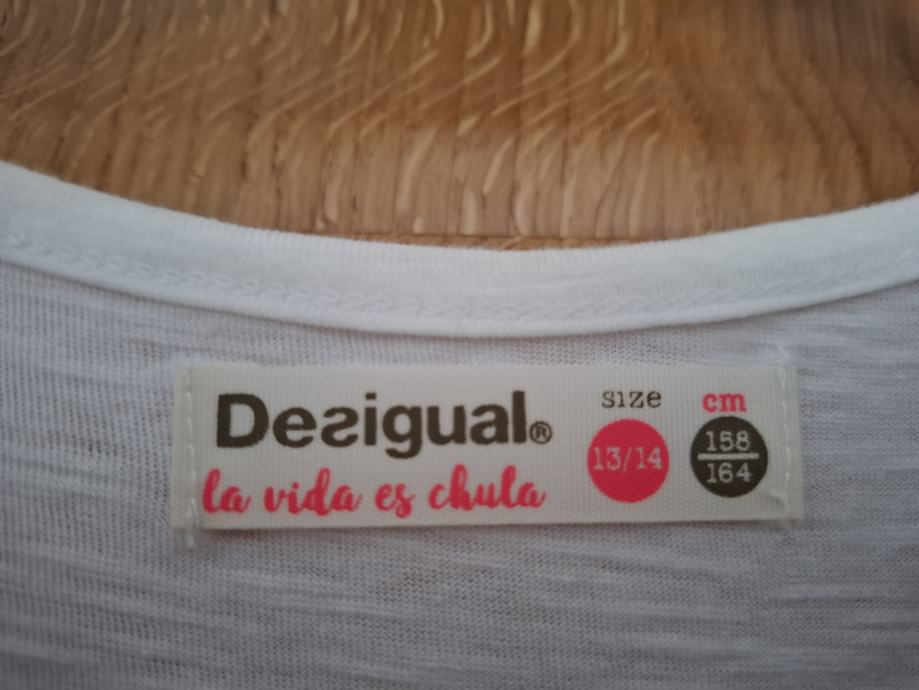 Desigual®
la vida es chula
size
13/14
cm
158
164